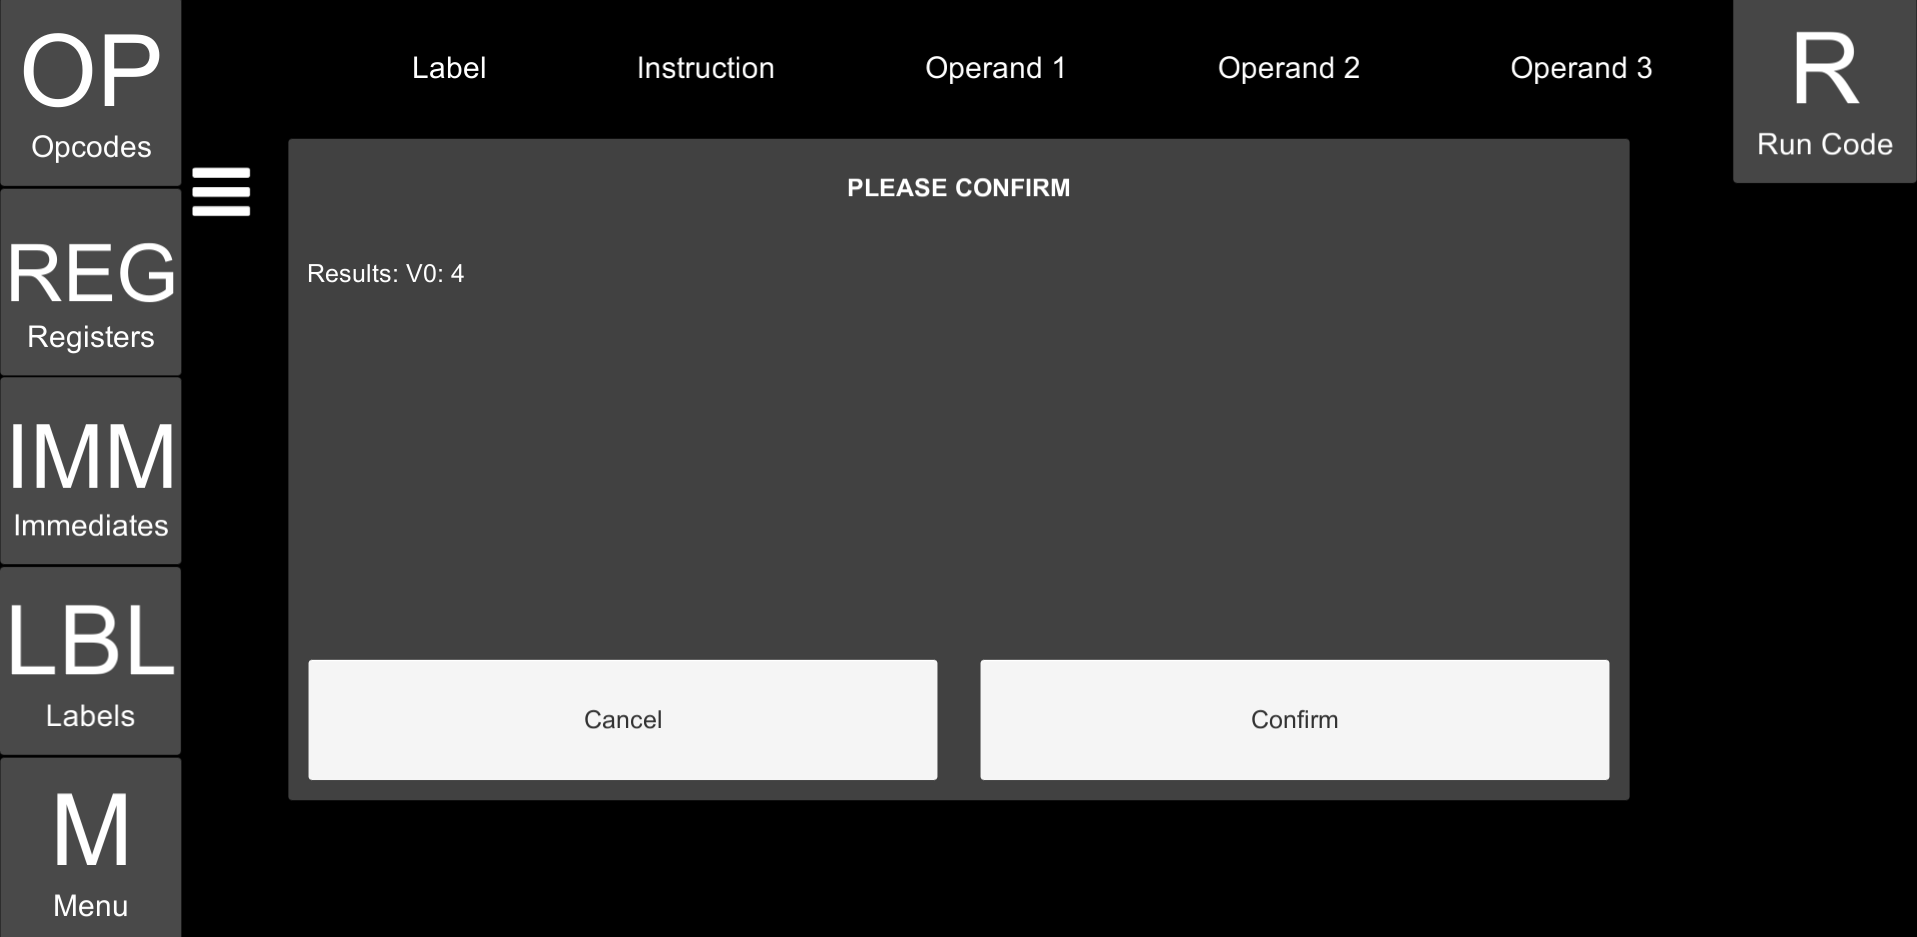 OP
Opcodes
REG
Registers
IMM
Immediates
LBL
Labels
M
Menu
Label Instruction Operand 1 Operand 2 Operand 3
PLEASE CONFIRM
Results: V0: 4
Cancel Confirm
R
Run Code